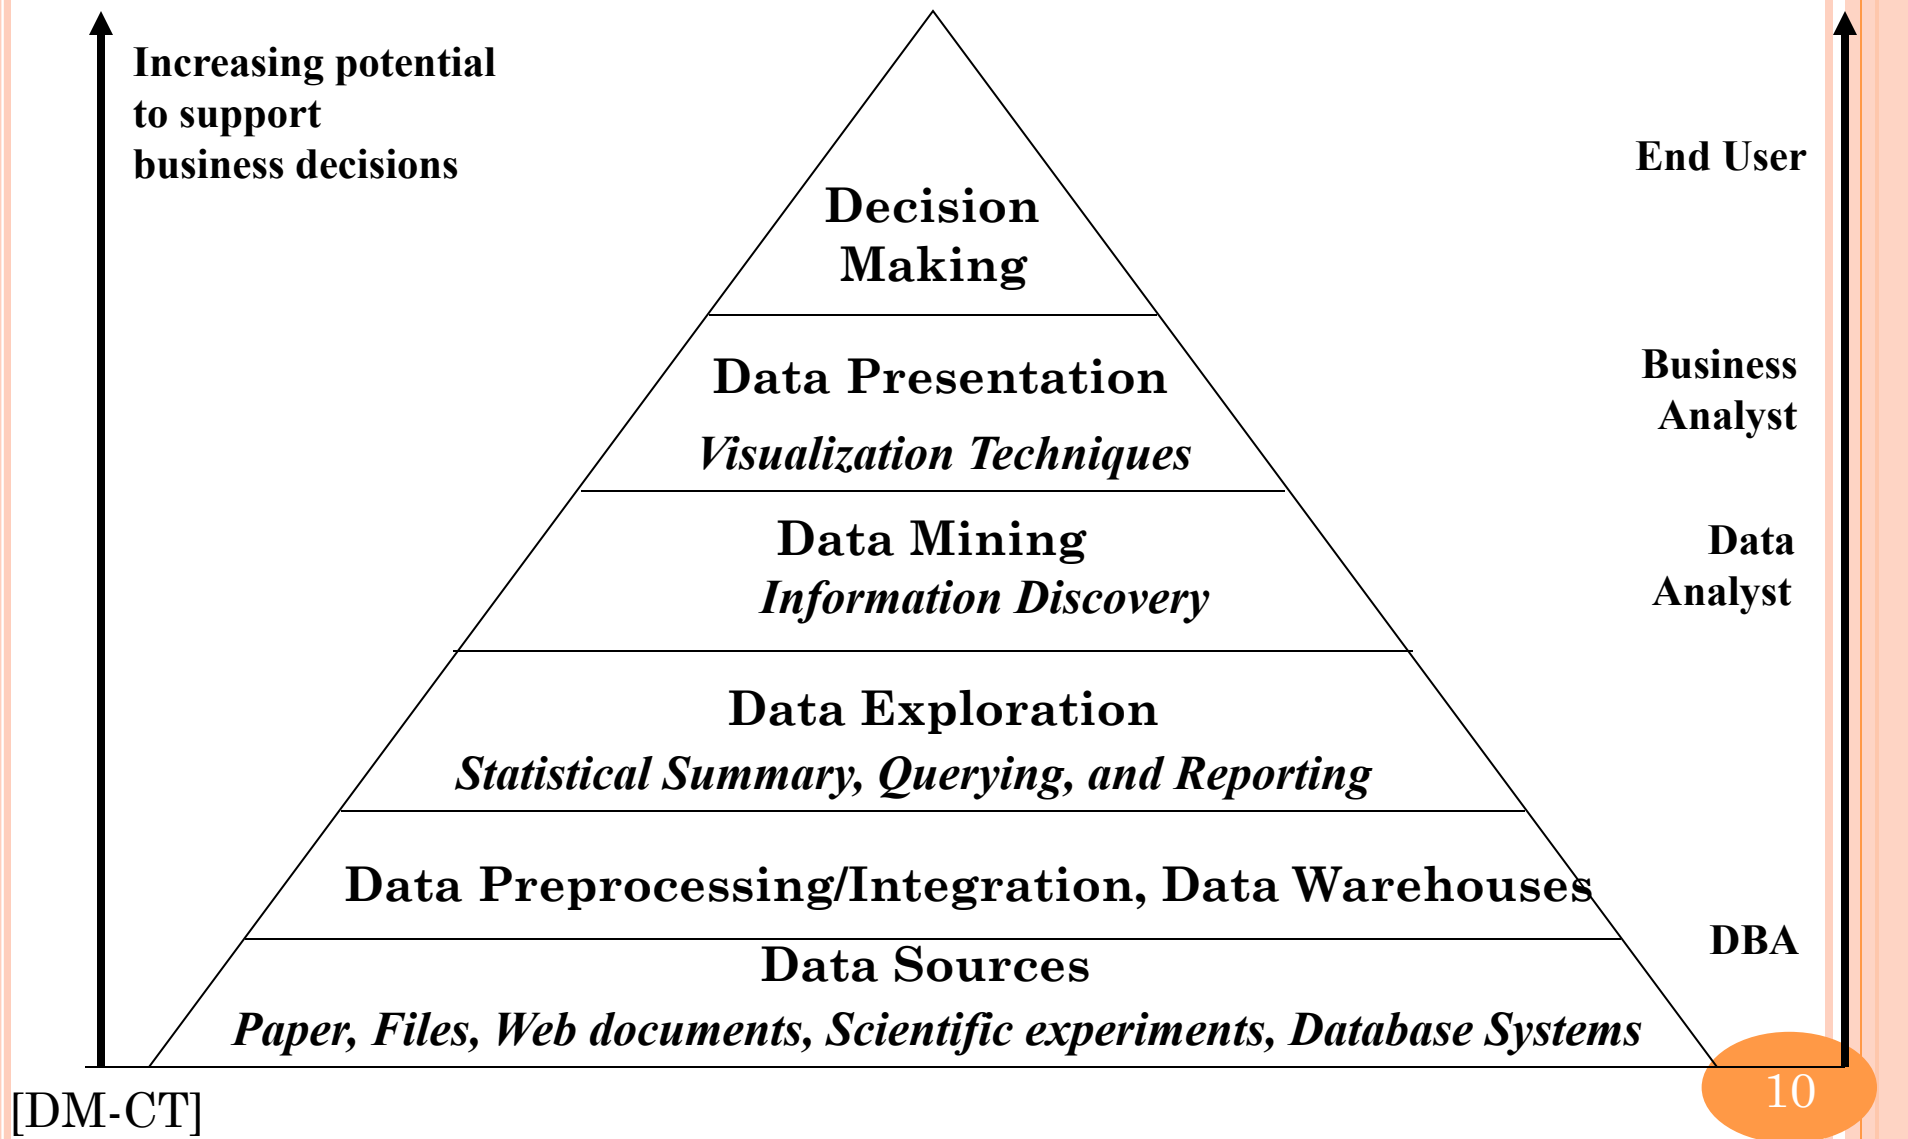 Increasing potential
to support
business decisions
End User
Decision
Making
Data Presentation
Visualization Techniques
Business
Analyst
Data Mining
Information Discovery
Data
Analyst
Data Exploration
Statistical Summary, Querying, and Reporting
Data Preprocessing/Integration, Data Warehouses
DBA
Data Sources
Paper, Files, Web documents, Scientific experiments, Database Systems
[DM-CT]
10